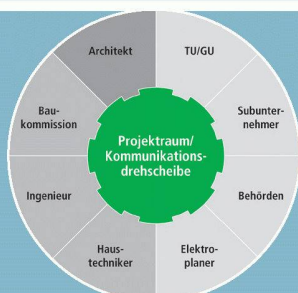 Architekt
TU/GU
Subunter-
nehmer
Behörden
Elektro-
planer
Haus-
techniker
Ingenieur
Bau-
kommission
Projektraum/
Kommunikations-
drehscheibe